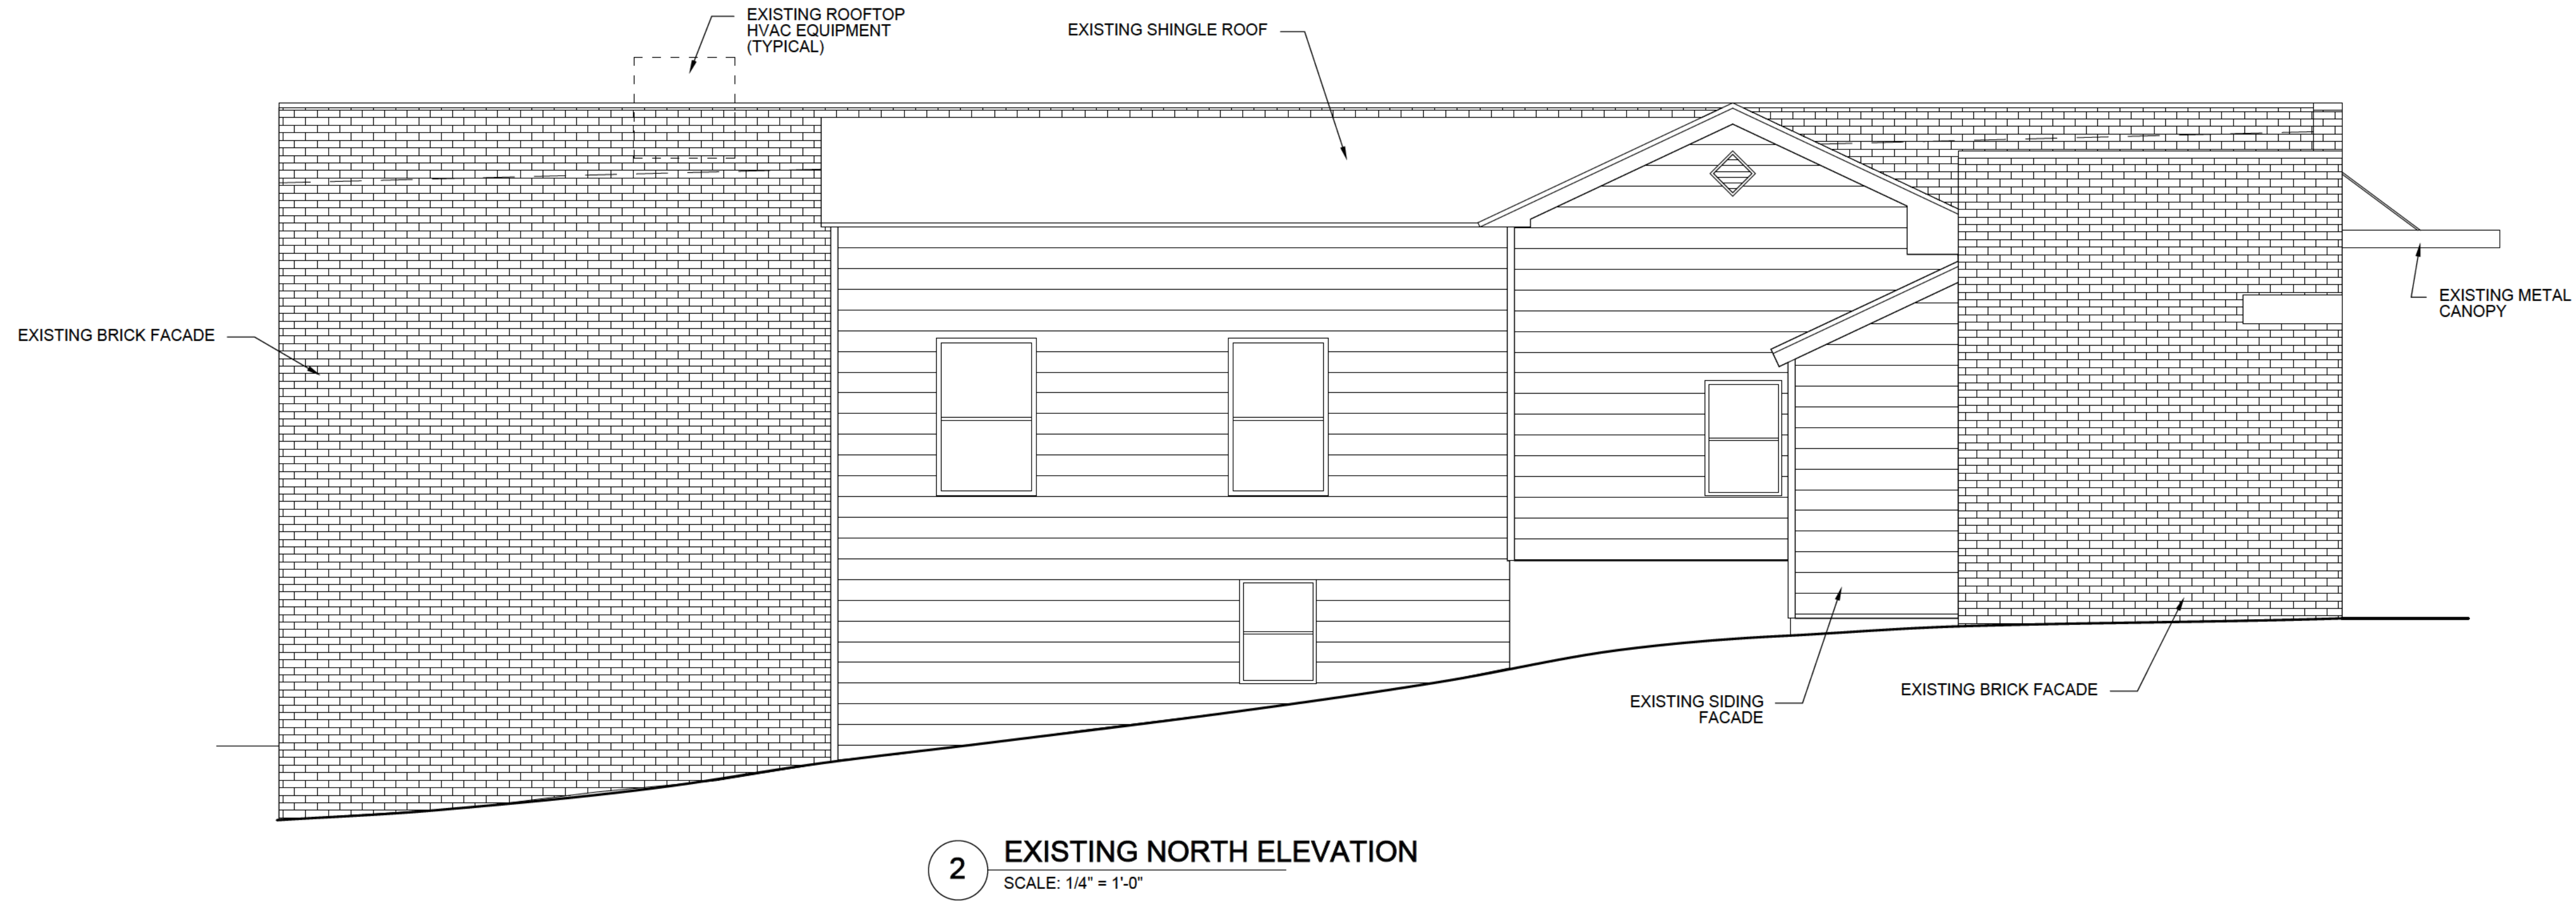 EXISTING ROOFTOP
HVAC EQUIPMENT
(TYPICAL)
EXISTING SHINGLE ROOF
EXISTING BRICK FACADE
EXISTING METAL
CANOPY
EXISTING SIDING
FACADE
EXISTING BRICK FACADE
2
EXISTING NORTH ELEVATION
SCALE: 1/4" = 1'-0"